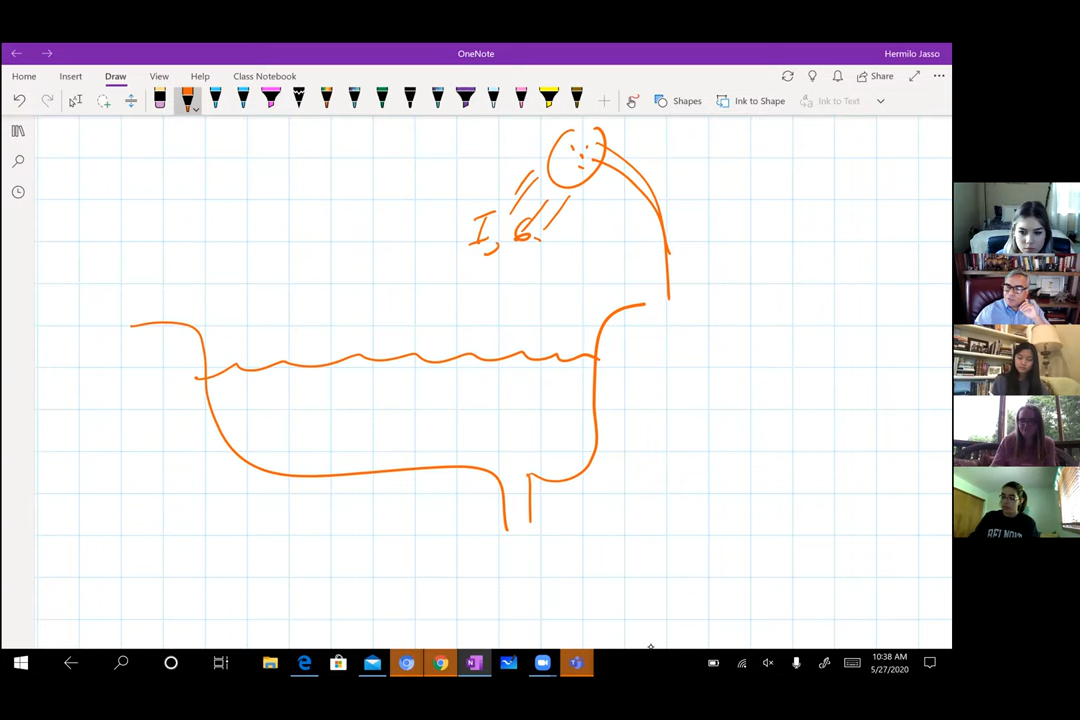 OneNote
Hermilo Jasso
Home Insert Draw View Help Class Notebook
Share
Shapes Ink to Shape Ink to Text
I, G.
BELMONT
10:38 AM
5/27/2020